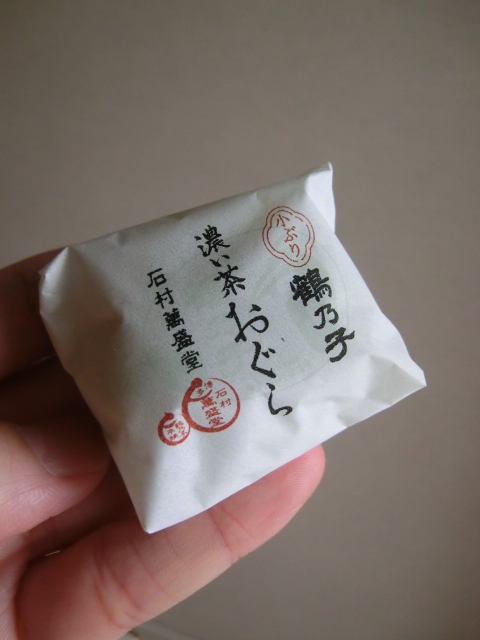 小ぶり
鶴乃子
濃い茶
おぐら
石村萬盛堂
石村
萬盛堂